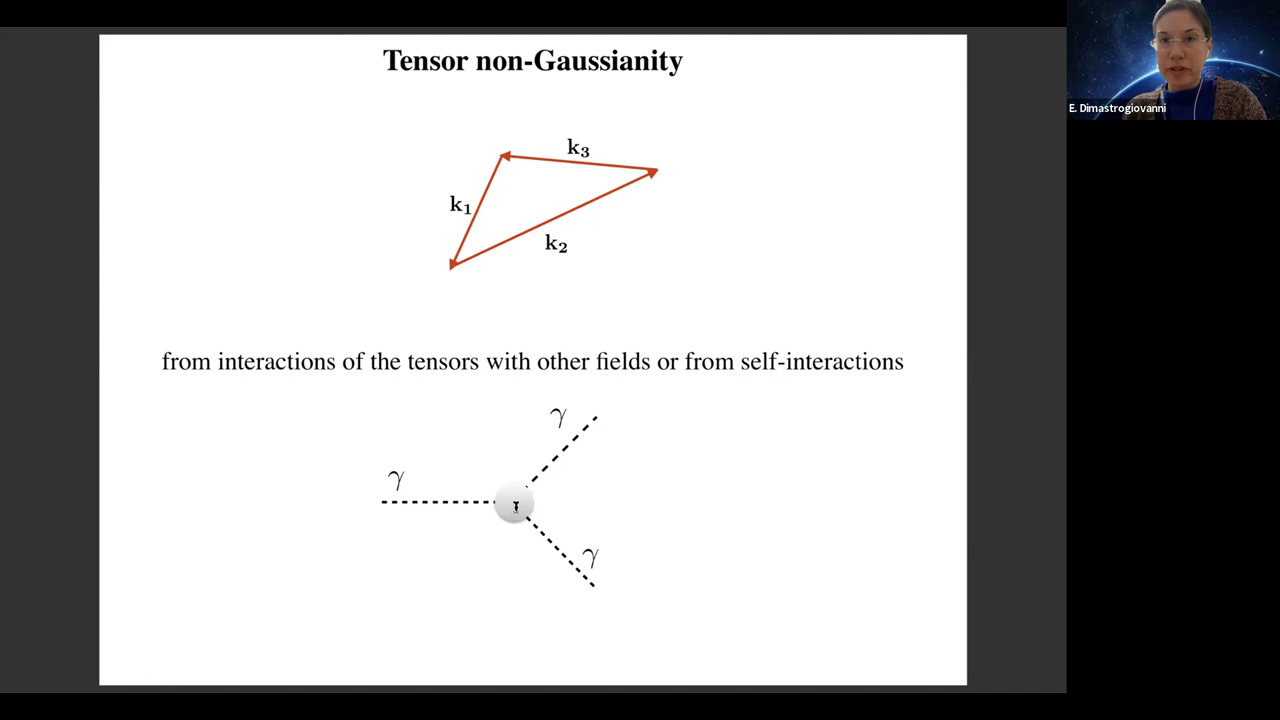 Tensor non-Gaussianity
E. Dimastrogiovanni
k3
k1
k2
from interactions of the tensors with other fields or from self-interactions
γ
γ
γ